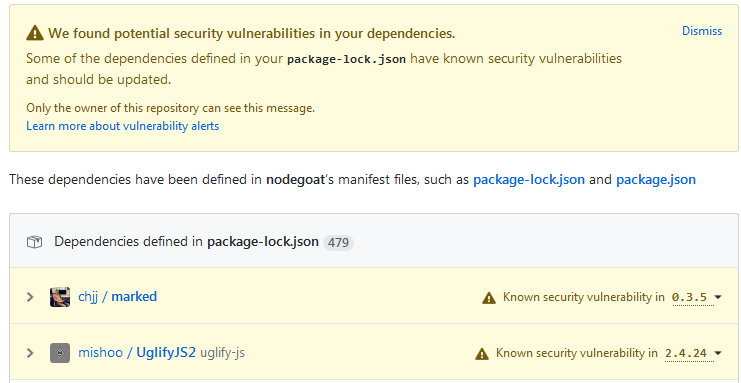 We found potential security vulnerabilities in your dependencies.
Dismiss
Some of the dependencies defined in your package-lock.json have known security vulnerabilities
and should be updated.
Only the owner of this repository can see this message.
Learn more about vulnerability alerts
These dependencies have been defined in nodegoat's manifest files, such as package-lock.json and package.json
Dependencies defined in package-lock.json 479
chjj / marked Known security vulnerability in 0.3.5
mishoo / UglifyJS2 uglify-js Known security vulnerability in 2.4.24